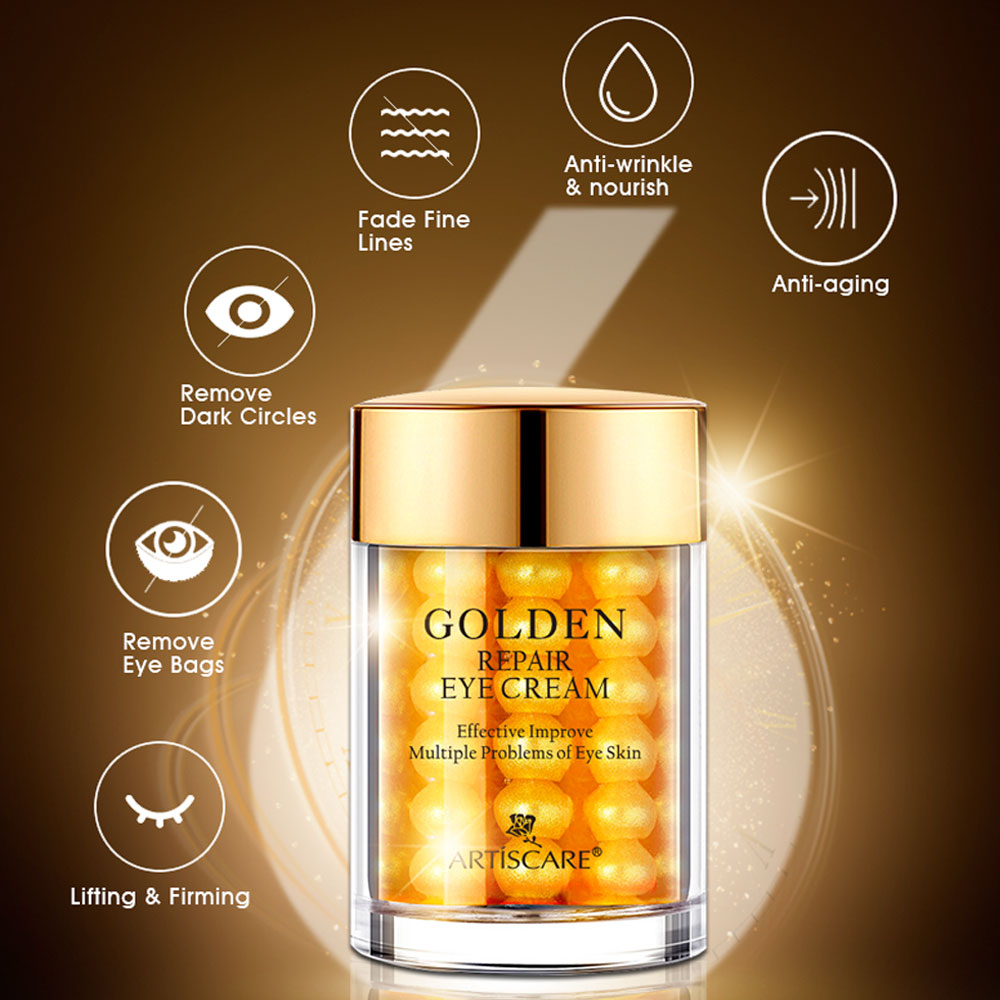 Anti-wrinkle
& nourish
Fade Fine
Lines
Anti-aging
Remove
Dark Circles
Remove
Eye Bags
Lifting & Firming
GOLDEN
REPAIR
EYE CREAM
Effective Improve
Multiple Problems of Eye Skin
ARTÍSCARE®